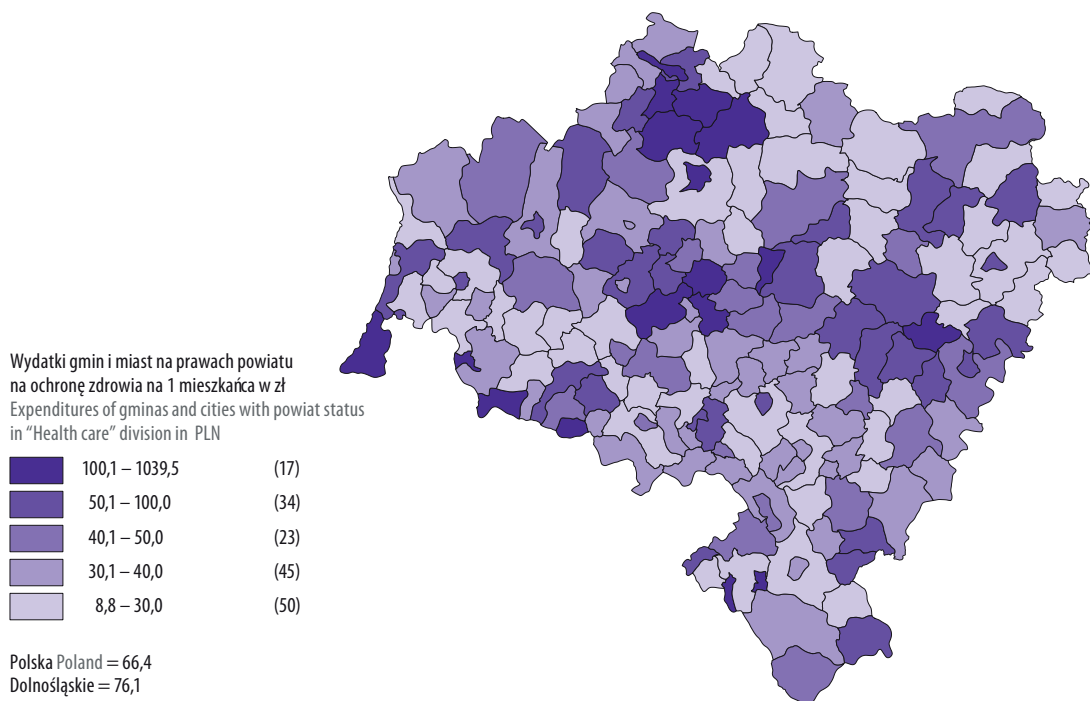 Wydatki gmin i miast na prawach powiatu
na ochronę zdrowia na 1 mieszkańca w zł
Expenditures of gminas and cities with powiat status
in “Health care” division in PLN
100,1 – 1039,5 (17)
50,1 – 100,0 (34)
40,1 – 50,0 (23)
30,1 – 40,0 (45)
8,8 – 30,0 (50)
Polska Poland = 66,4
Dolnośląskie = 76,1